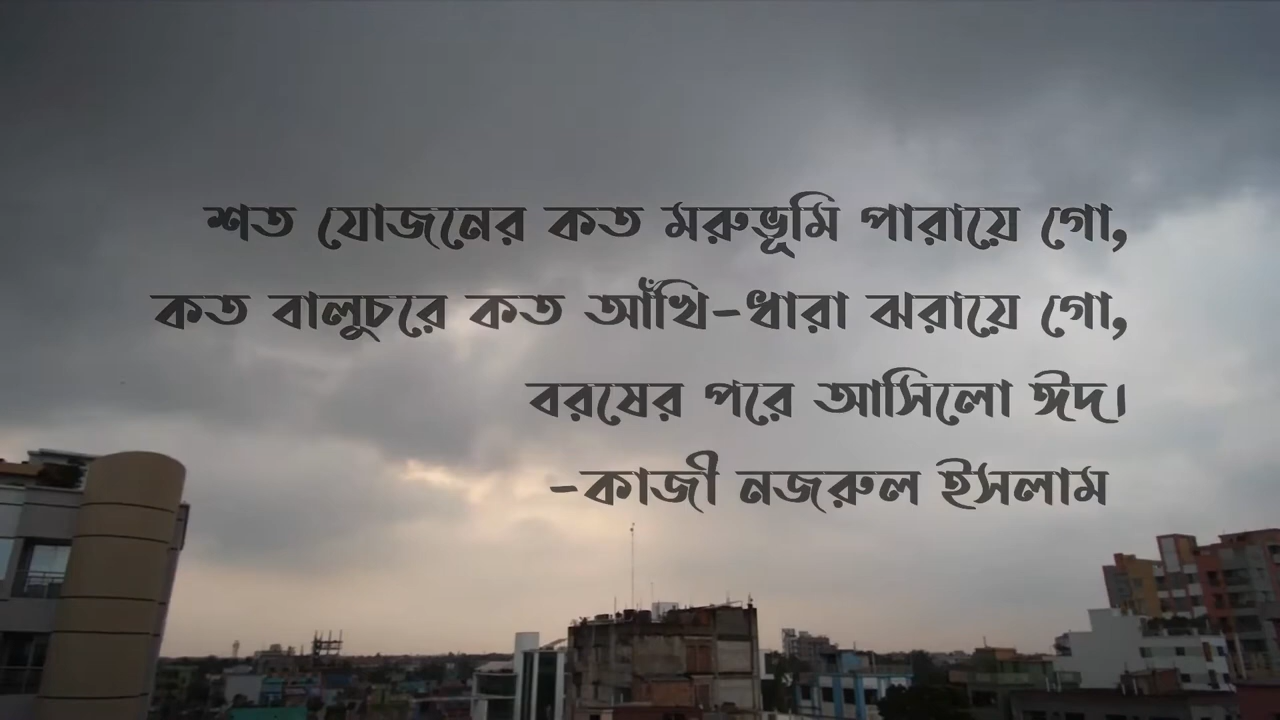 শত যোজনের কত মরুভূমি পারায়ে গো,
কত বালুচরে কত আঁখি-ধারা ঝরায়ে গো,
বরষের পরে আসিলো ঈদ।
-কাজী নজরুল ইসলাম